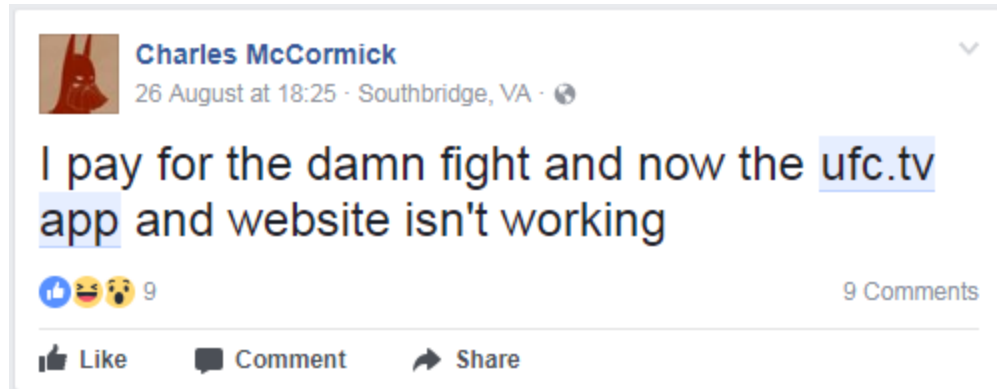 Charles McCormick
26 August at 18:25 · Southbridge, VA ·
I pay for the damn fight and now the ufc.tv
app and website isn't working
9
9 Comments
Like Comment Share